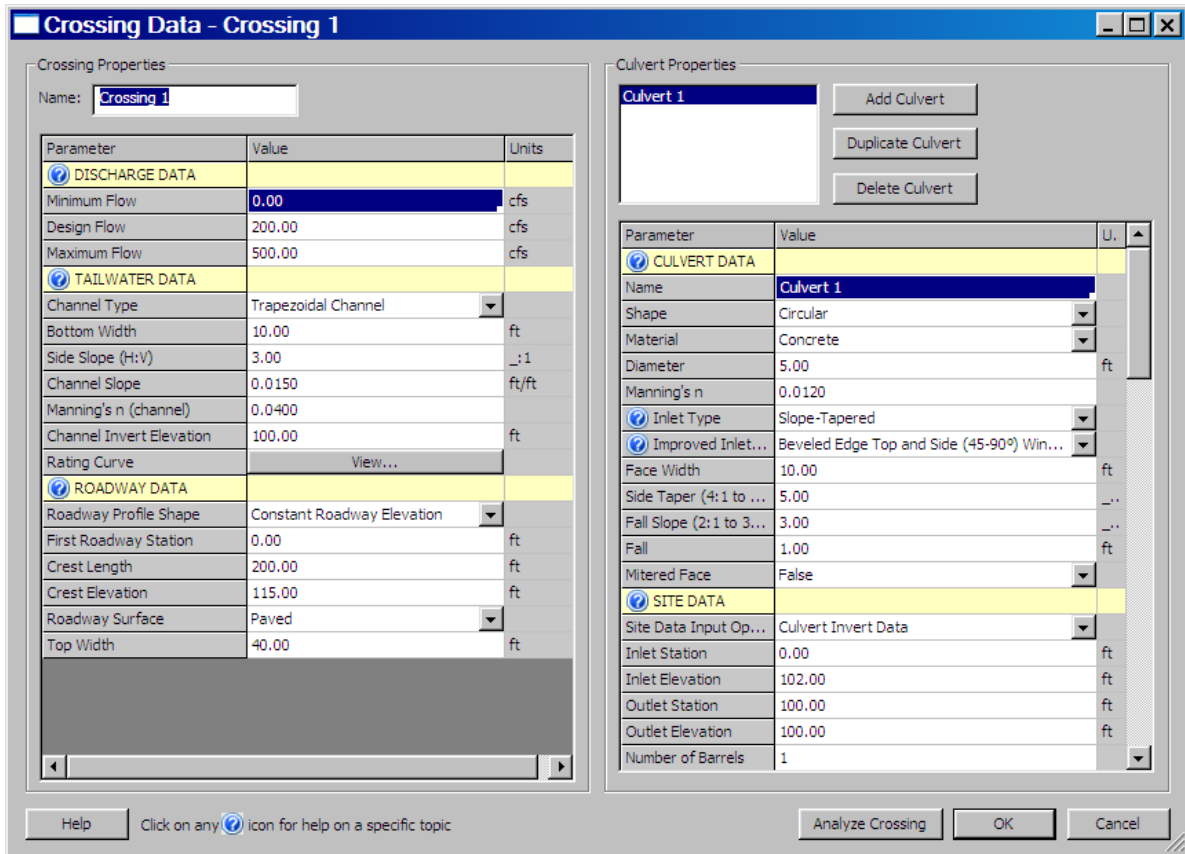 Crossing Data - Crossing 1
Crossing Properties
Name: Crossing 1
Parameter Value Units
DISCHARGE DATA
Minimum Flow 0.00 cfs
Design Flow 200.00 cfs
Maximum Flow 500.00 cfs
TAILWATER DATA
Channel Type Trapezoidal Channel
Bottom Width 10.00 ft
Side Slope (H:V) 3.00 _:1
Channel Slope 0.0150 ft/ft
Manning's n (channel) 0.0400
Channel Invert Elevation 100.00 ft
Rating Curve View...
ROADWAY DATA
Roadway Profile Shape Constant Roadway Elevation
First Roadway Station 0.00 ft
Crest Length 200.00 ft
Crest Elevation 115.00 ft
Roadway Surface Paved
Top Width 40.00 ft
Culvert Properties
Culvert 1
Add Culvert
Duplicate Culvert
Delete Culvert
Parameter Value U.
CULVERT DATA
Name Culvert 1
Shape Circular
Material Concrete
Diameter 5.00 ft
Manning's n 0.0120
Inlet Type Slope-Tapered
Improved Inlet... Beveled Edge Top and Side (45-90º) Win...
Face Width 10.00 ft
Side Taper (4:1 to ... 5.00 _..
Fall Slope (2:1 to 3... 3.00 _..
Fall 1.00 ft
Mitered Face False
SITE DATA
Site Data Input Op... Culvert Invert Data
Inlet Station 0.00 ft
Inlet Elevation 102.00 ft
Outlet Station 100.00 ft
Outlet Elevation 100.00 ft
Number of Barrels 1
Help Click on any ? icon for help on a specific topic Analyze Crossing OK Cancel